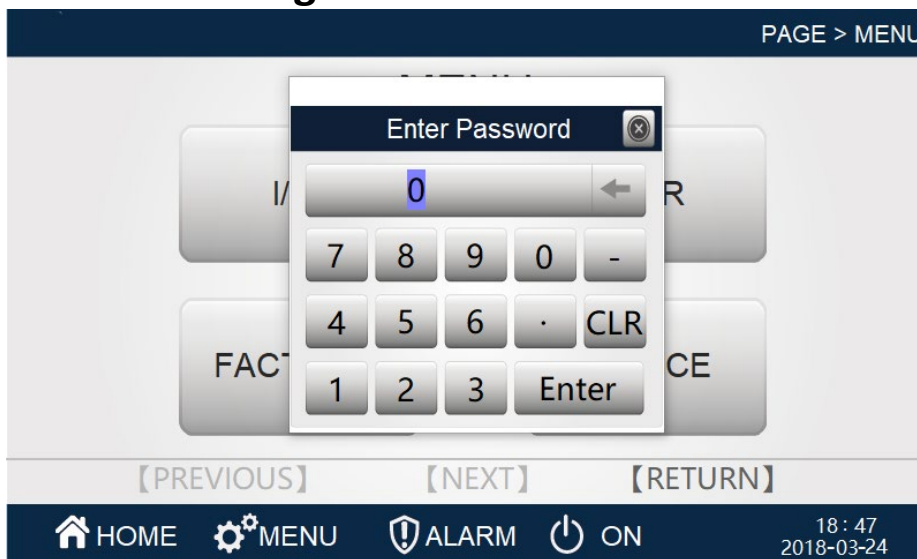 PAGE > MENU
Enter Password
I/
0
R
7 8 9 0 -
4 5 6 . CLR
FACT
CE
1 2 3 Enter
【PREVIOUS】 【NEXT】 【RETURN】
HOME MENU ALARM ON
18:47
2018-03-24